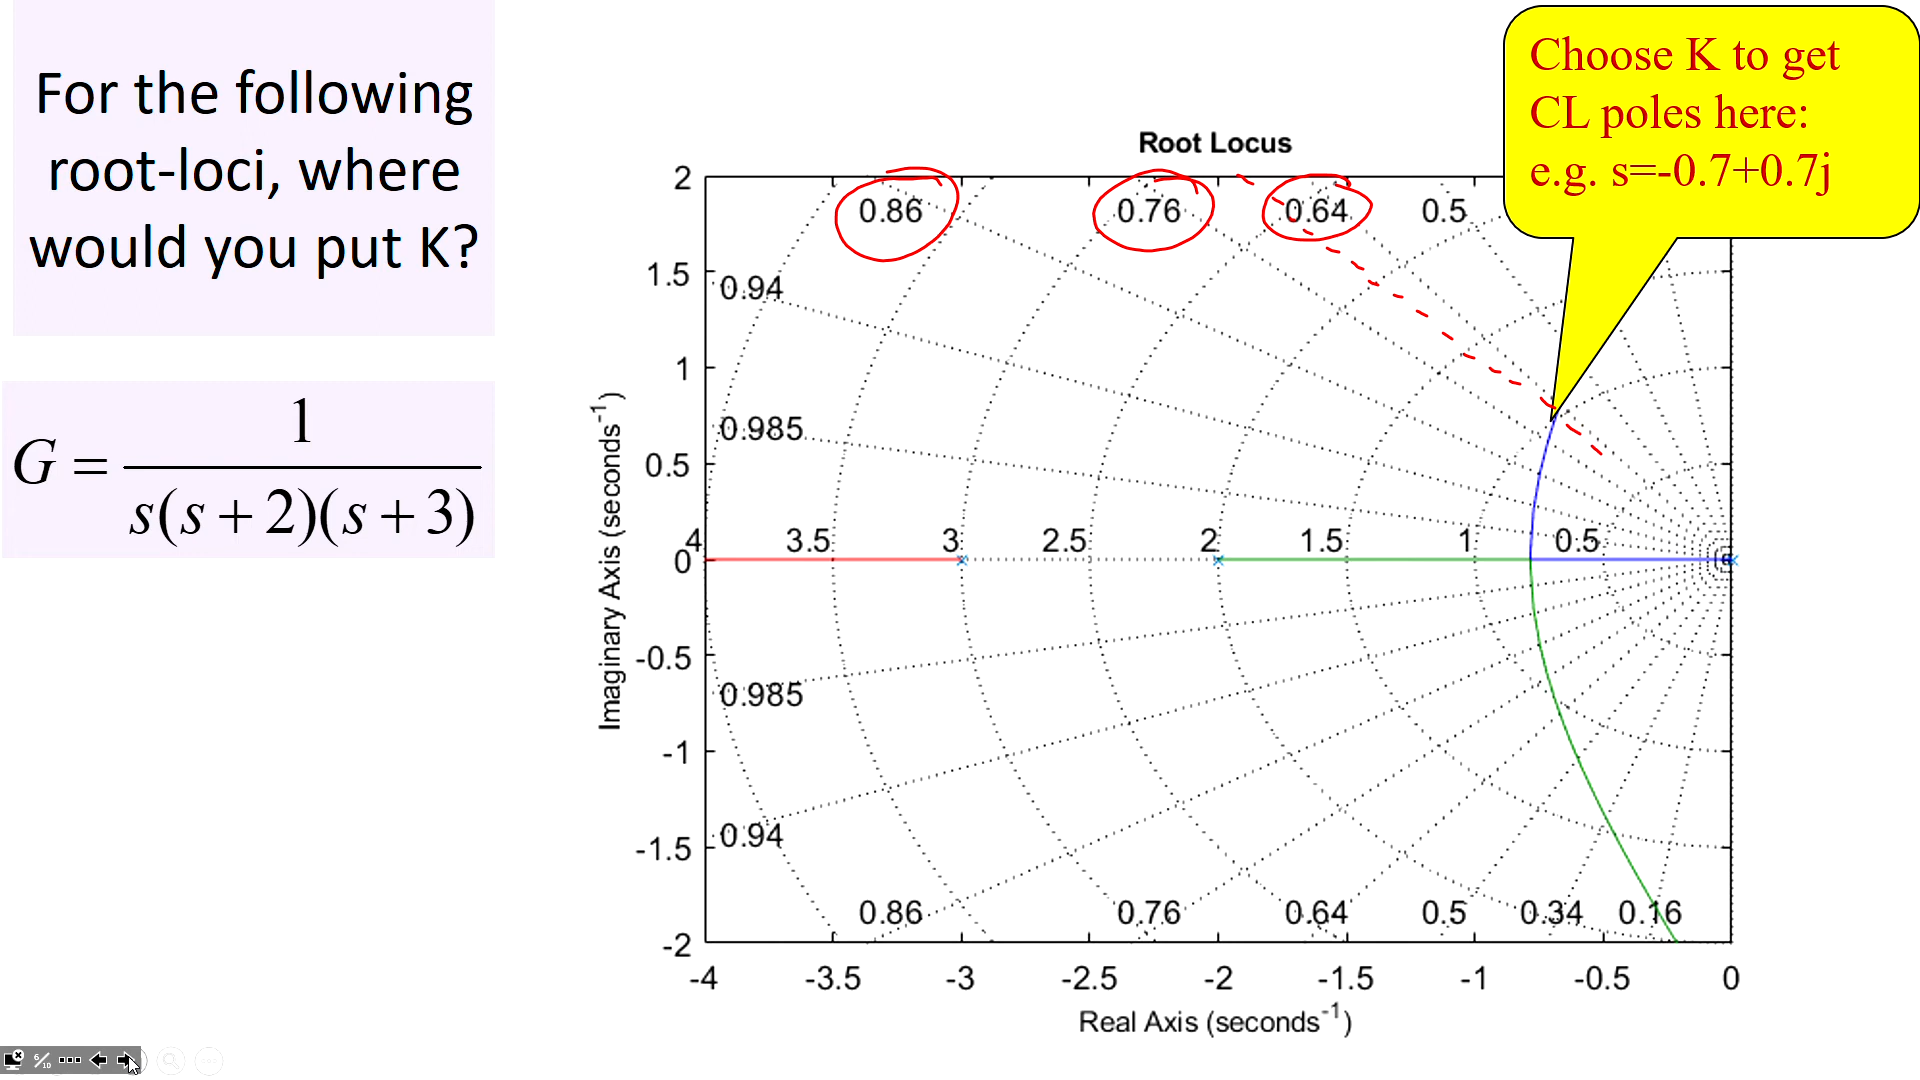 For the following
root-loci, where
would you put K?
G = 1 / s(s + 2)(s + 3)
Choose K to get
CL poles here:
e.g. s=-0.7+0.7j
Root Locus
0.86 0.76 0.64 0.5
0.94
0.985
4 3.5 3 2.5 2 1.5 1 0.5
0.985
0.94
0.86 0.76 0.64 0.5 0.34 0.16
2
1.5
1
0.5
0
-0.5
-1
-1.5
-2
Imaginary Axis (seconds⁻¹)
-4 -3.5 -3 -2.5 -2 -1.5 -1 -0.5 0
Real Axis (seconds⁻¹)
6/10